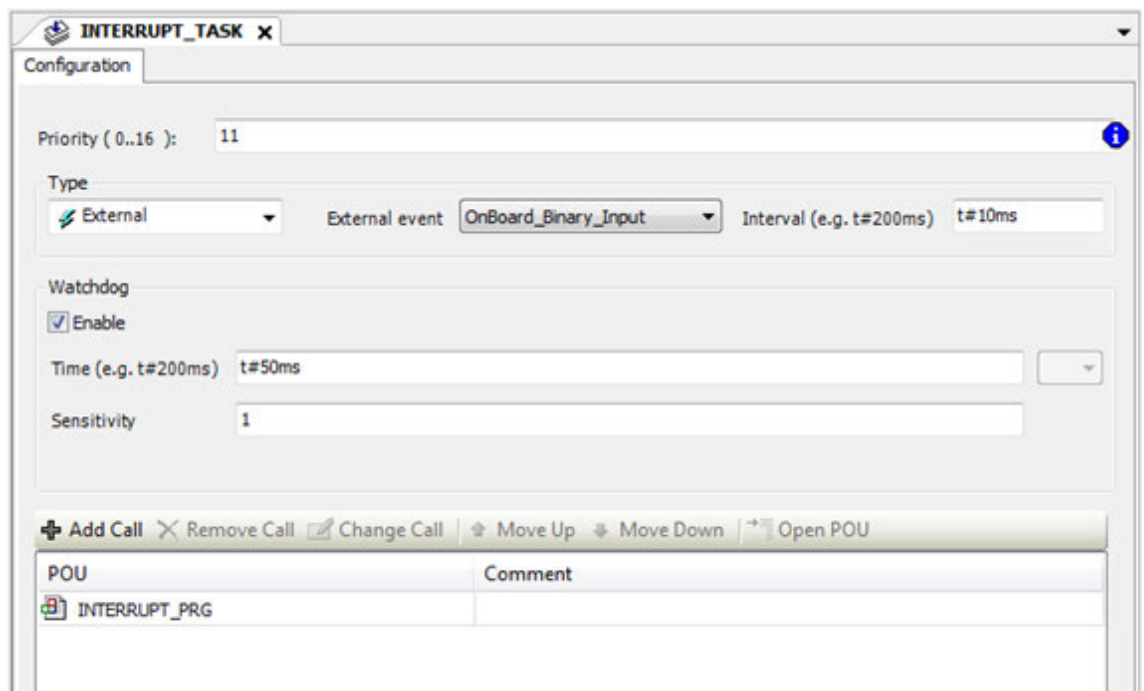 INTERRUPT_TASK X
Configuration
Priority ( 0..16 ): 11
Type
External External event OnBoard_Binary_Input Interval (e.g. t#200ms) t#10ms
Watchdog
Enable
Time (e.g. t#200ms) t#50ms
Sensitivity 1
Add Call Remove Call Change Call Move Up Move Down Open POU
POU Comment
INTERRUPT_PRG